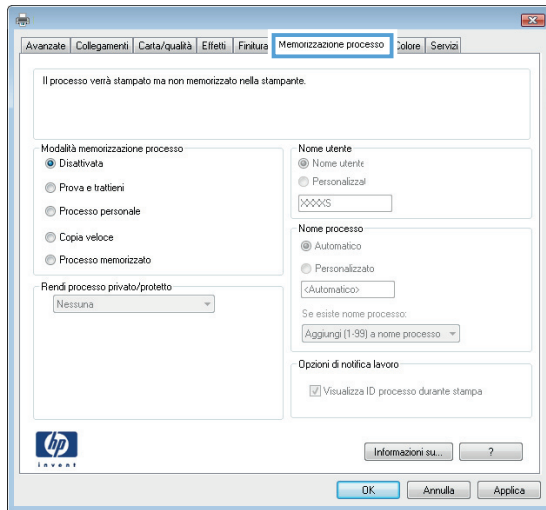 Avanzate Collegamenti Carta/qualità Effetti Finitura Memorizzazione processo Colore Servizi
Il processo verrà stampato ma non memorizzato nella stampante.
Modalità memorizzazione processo
Disattivata
Prova e trattieni
Processo personale
Copia veloce
Processo memorizzato
Rendi processo privato/protetto
Nessuna
Nome utente
Nome utente
Personalizzat
XXXXS
Nome processo
Automatico
Personalizzato
<Automatico>
Se esiste nome processo:
Aggiungi (1-99) a nome processo
Opzioni di notifica lavoro
Visualizza ID processo durante stampa
hp
invent
Informazioni su... ?
OK Annulla Applica